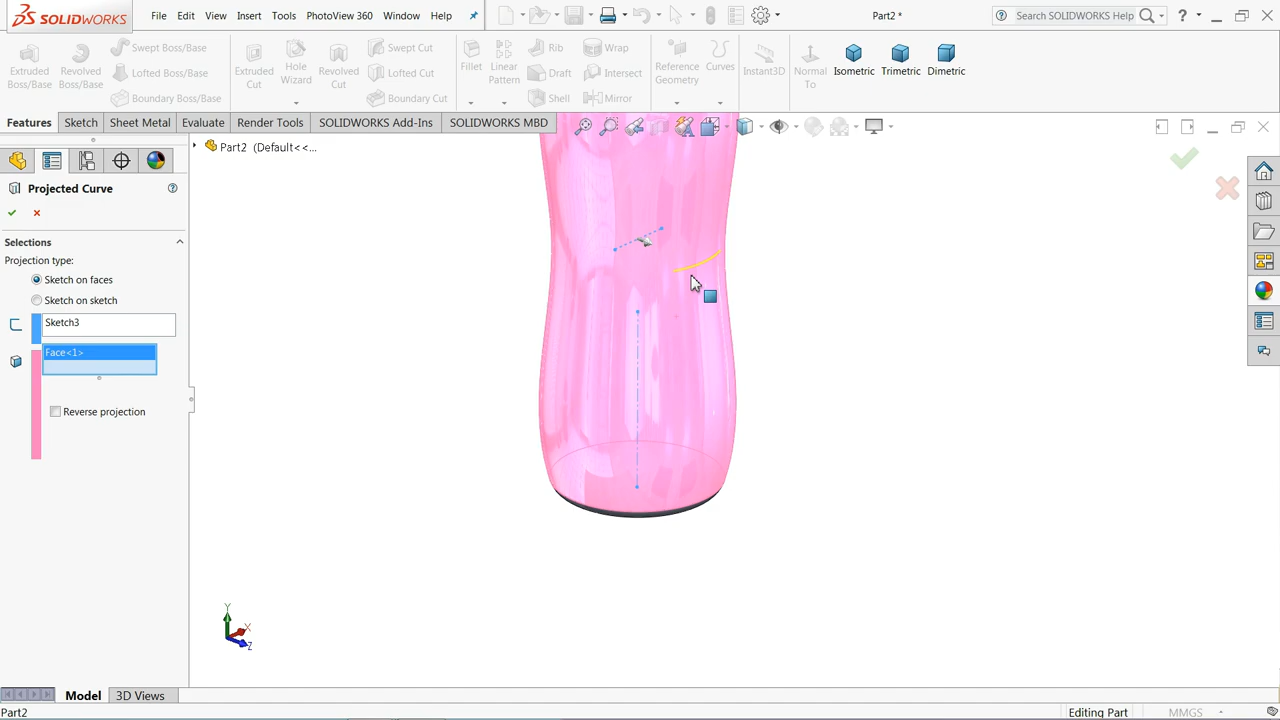 SOLIDWORKS
File Edit View Insert Tools PhotoView 360 Window Help
Part2 *
Search SOLIDWORKS Help
?
Extruded Boss/Base
Revolved Boss/Base
Swept Boss/Base
Lofted Boss/Base
Boundary Boss/Base
Extruded Cut
Hole Wizard
Revolved Cut
Swept Cut
Lofted Cut
Boundary Cut
Fillet
Linear Pattern
Rib
Draft
Shell
Wrap
Intersect
Mirror
Reference Geometry
Curves
Instant3D
Normal To
Isometric
Trimetric
Dimetric
Features Sketch Sheet Metal Evaluate Render Tools SOLIDWORKS Add-Ins SOLIDWORKS MBD
Part2 (Default<<...
Projected Curve
Selections
Projection type:
Sketch on faces
Sketch on sketch
Sketch3
Face<1>
Reverse projection
Y
X
Z
Model 3D Views
Part2
Editing Part
MMGS